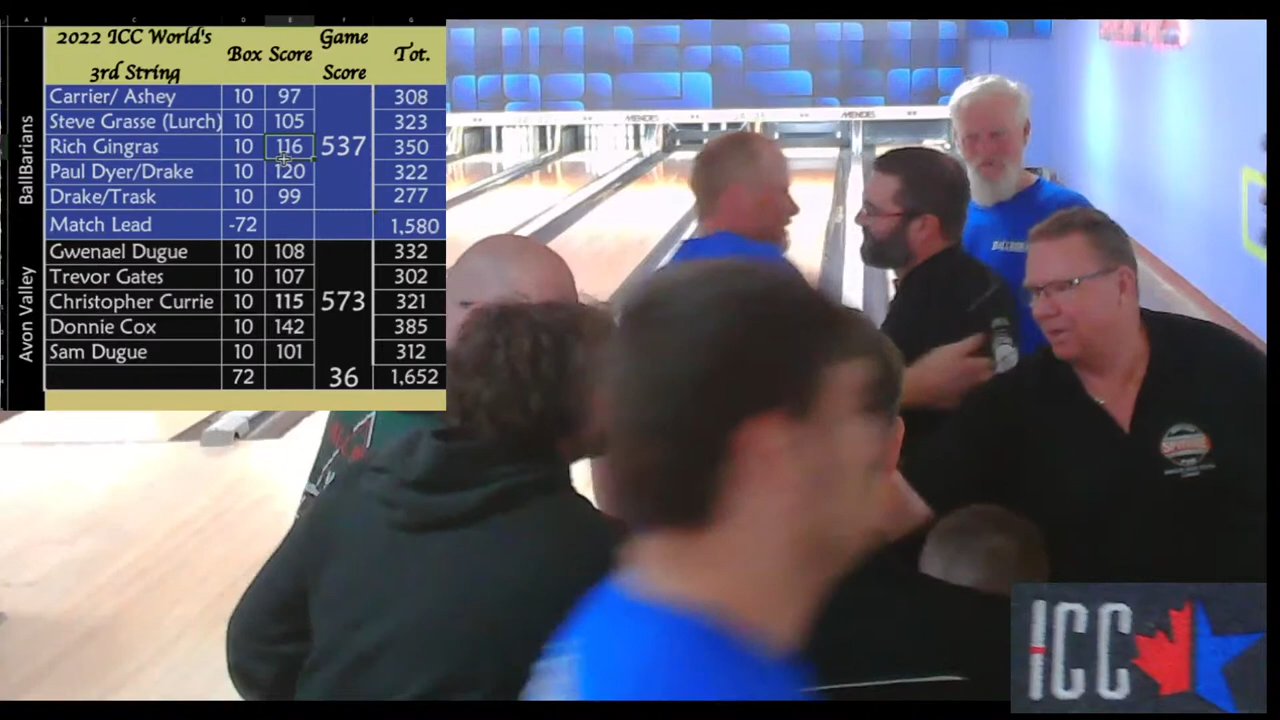 A B C D E F G
2022 ICC World's
3rd String Box Score Game Score Tot.
BallBarians
Carrier/ Ashey 10 97 308
Steve Grasse (Lurch) 10 105 323
Rich Gingras 10 116 537 350
Paul Dyer/Drake 10 120 322
Drake/Trask 10 99 277
Match Lead -72 1,580
Avon Valley
Gwenael Dugue 10 108 332
Trevor Gates 10 107 302
Christopher Currie 10 115 573 321
Donnie Cox 10 142 385
Sam Dugue 10 101 312
72 36 1,652
MENDES MENDES
ICC